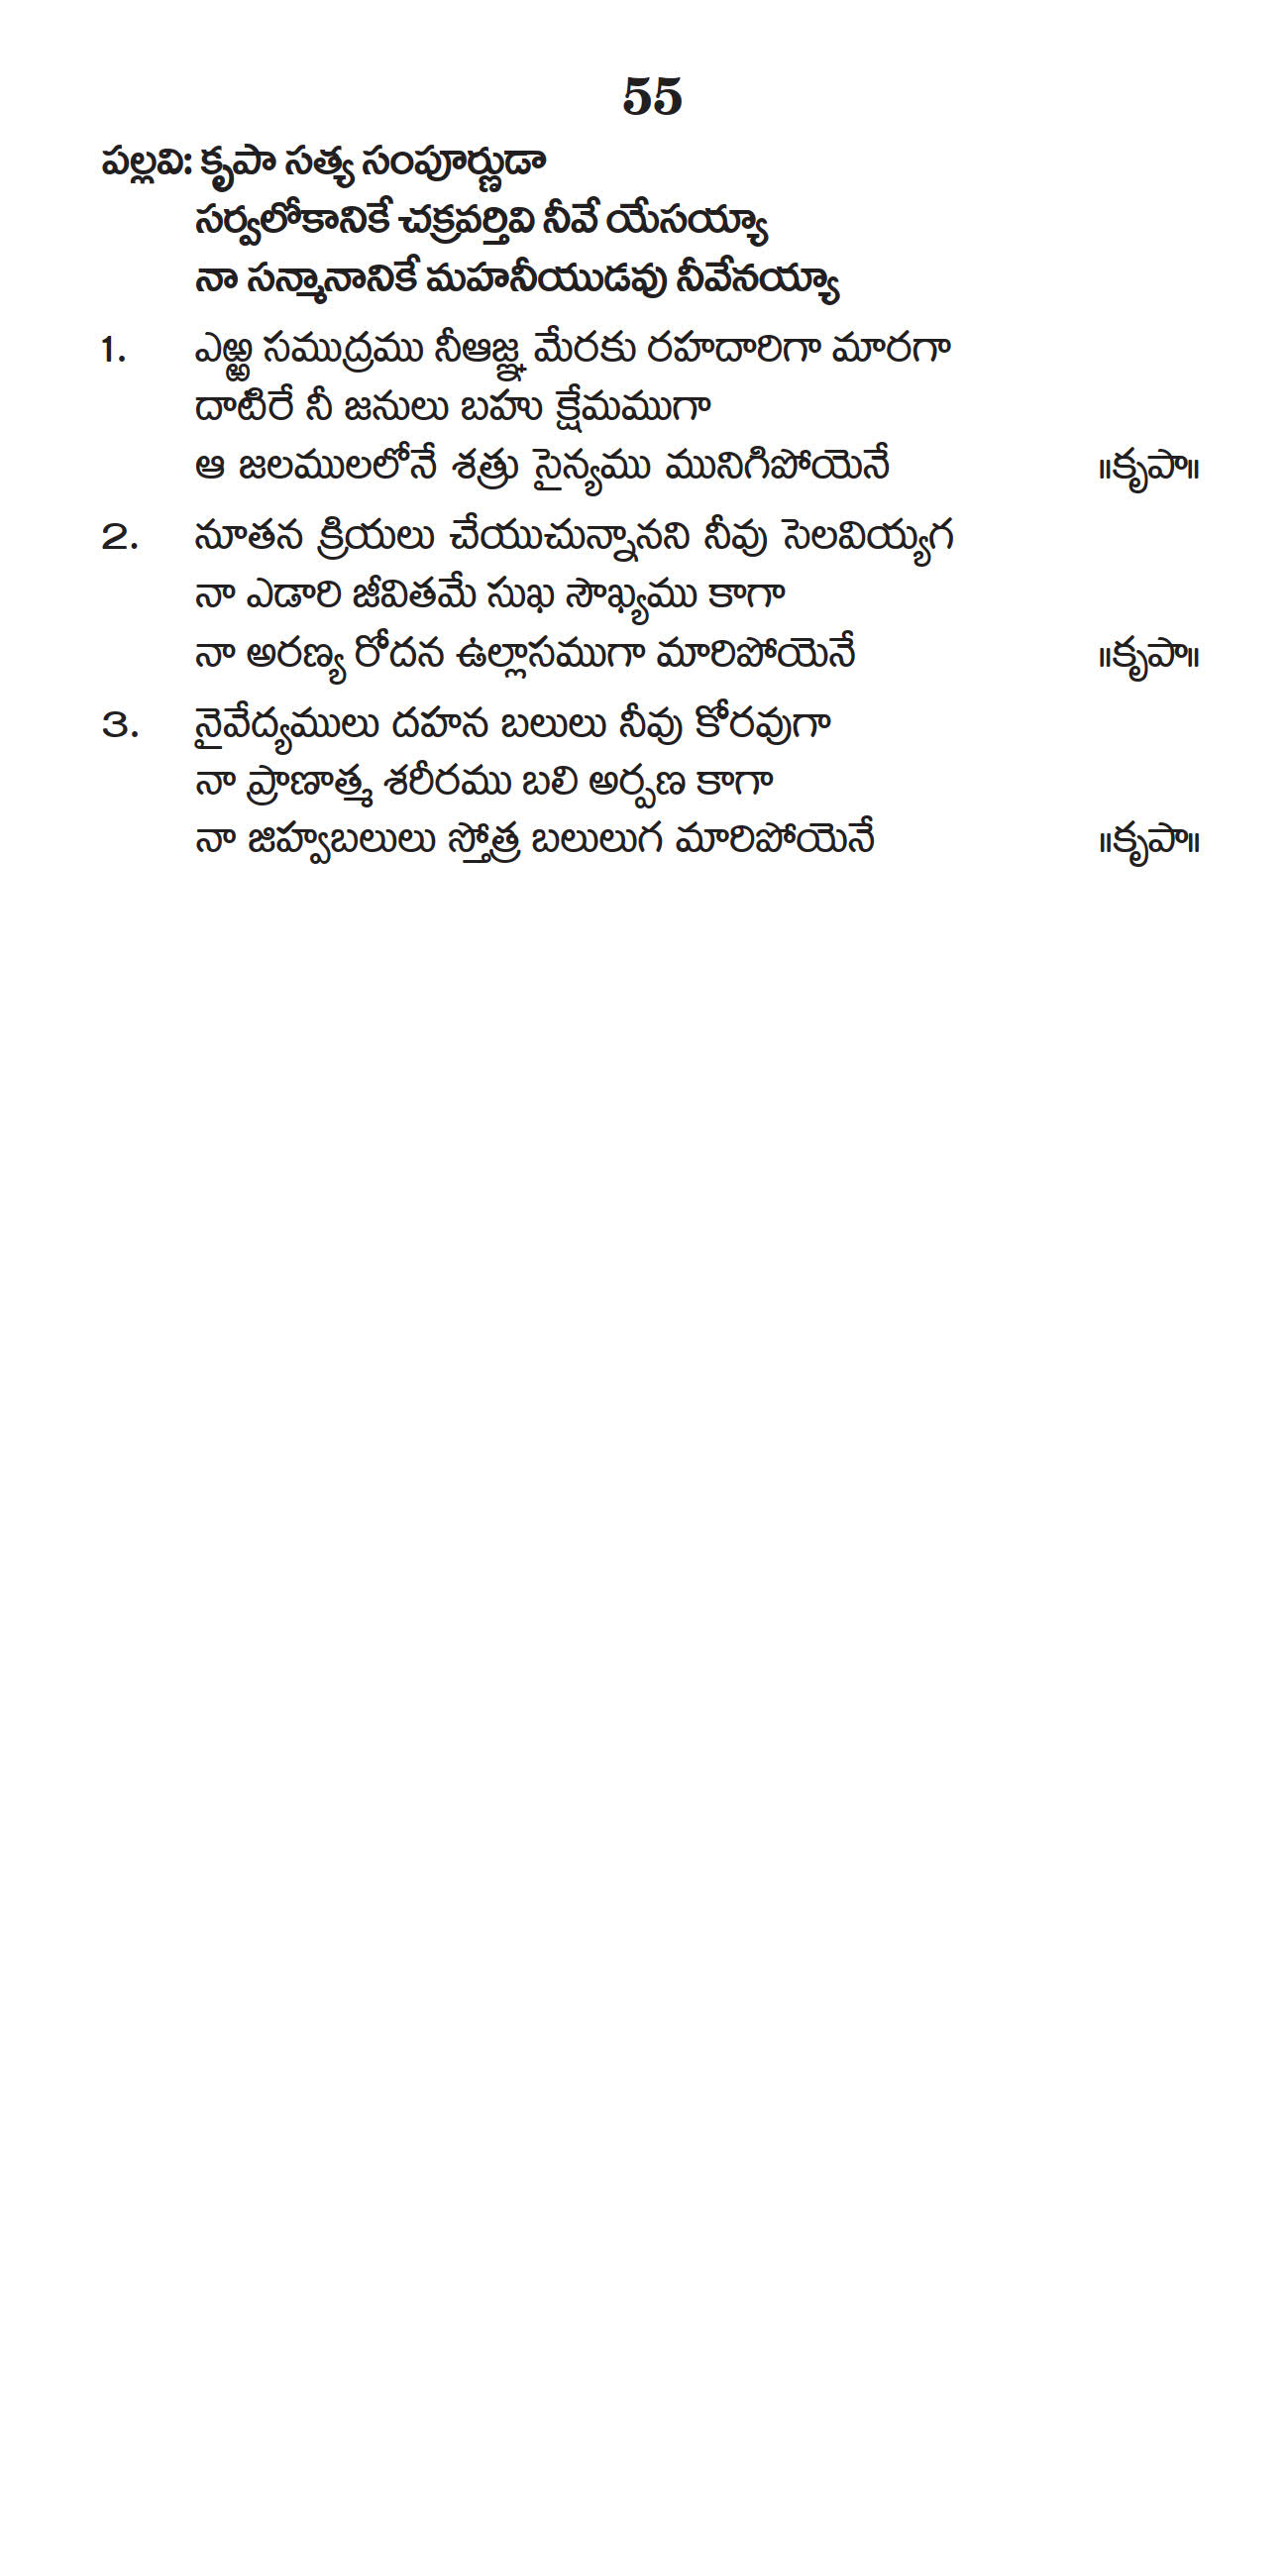 55
పల్లవి: కృపా సత్య సంపూర్ణుడా
సర్వలోకానికే చక్రవర్తివి నీవే యేసయ్యా
నా సన్మానానికే మహనీయుడవు నీవేనయ్యా
1. ఎఱ్ఱ సముద్రము నీఆజ్ఞ మేరకు రహదారిగా మారగా
దాటిరే నీ జనులు బహు క్షేమముగా
ఆ జలములలోనే శత్రు సైన్యము మునిగిపోయెనే ॥కృపా॥
2. నూతన క్రియలు చేయుచున్నానని నీవు సెలవియ్యగ
నా ఎడారి జీవితమే సుఖ సౌఖ్యము కాగా
నా అరణ్య రోదన ఉల్లాసముగా మారిపోయెనే ॥కృపా॥
3. నైవేద్యములు దహన బలులు నీవు కోరవుగా
నా ప్రాణాత్మ శరీరము బలి అర్పణ కాగా
నా జిహ్వబలులు స్తోత్ర బలులుగ మారిపోయెనే ॥కృపా॥